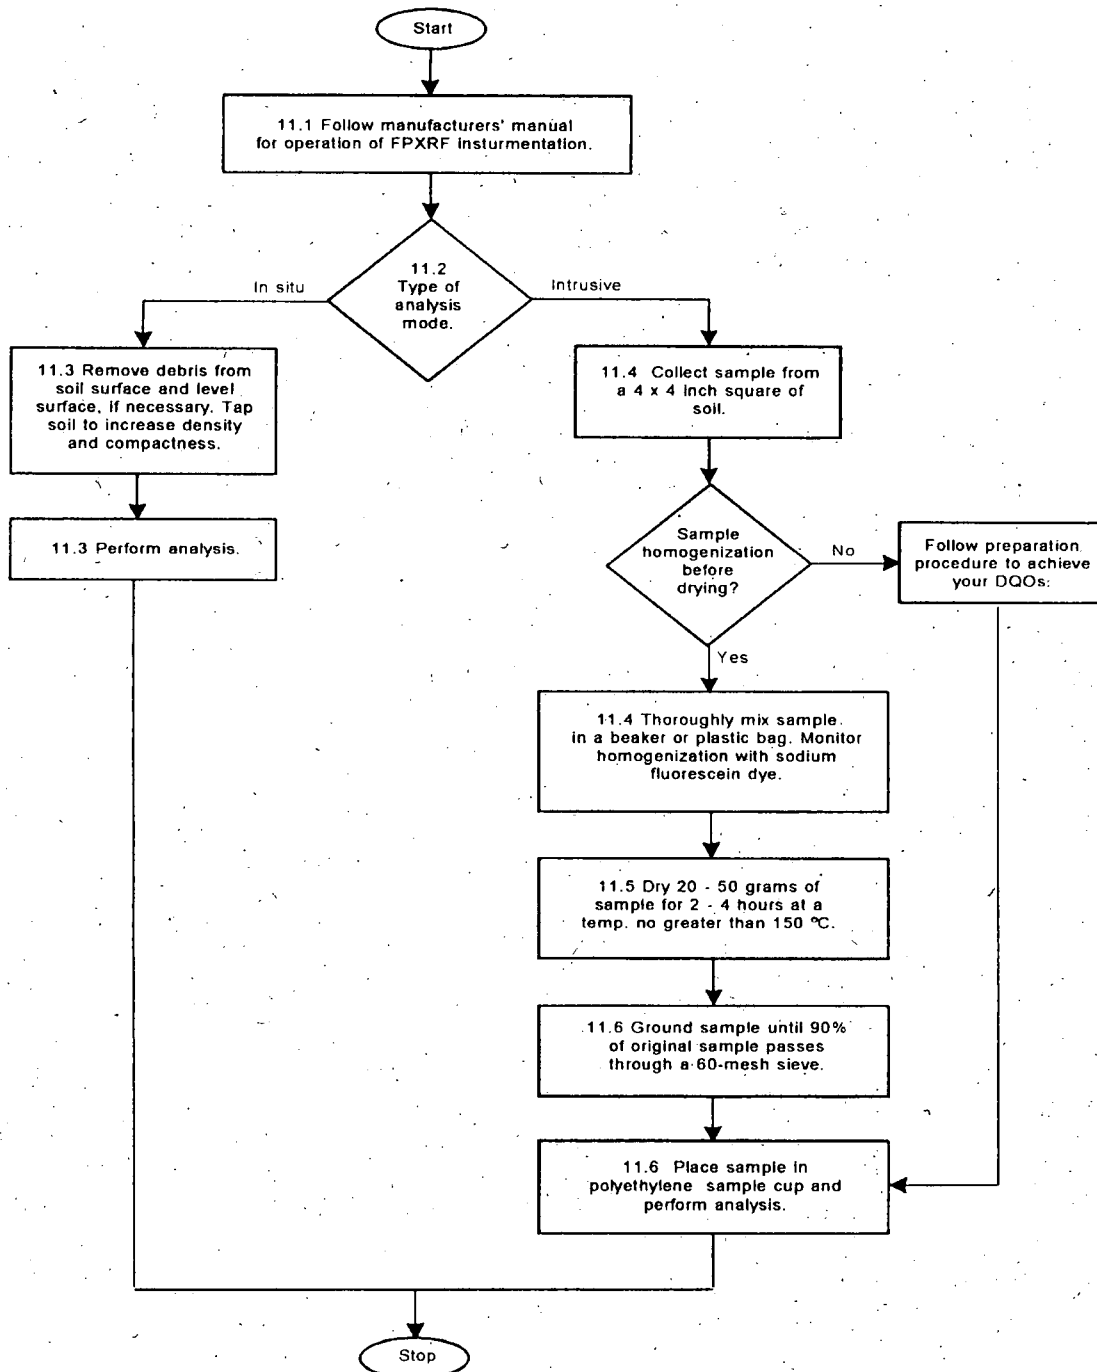 Start
11.1 Follow manufacturers' manual
for operation of FPXRF insturmentation.
11.2
Type of
analysis
mode.
In situ
Intrusive
11.3 Remove debris from
soil surface and level
surface, if necessary. Tap
soil to increase density
and compactness.
11.3 Perform analysis.
11.4 Collect sample from
a 4 x 4 inch square of
soil.
Sample
homogenization
before
drying?
No
Follow preparation
procedure to achieve
your DQOs:
Yes
11.4 Thoroughly mix sample
in a beaker or plastic bag. Monitor
homogenization with sodium
fluorescein dye.
11.5 Dry 20 - 50 grams of
sample for 2 - 4 hours at a
temp. no greater than 150 ºC.
11.6 Ground sample until 90%
of original sample passes
through a 60-mesh sieve.
11.6 Place sample in
polyethylene sample cup and
perform analysis.
Stop